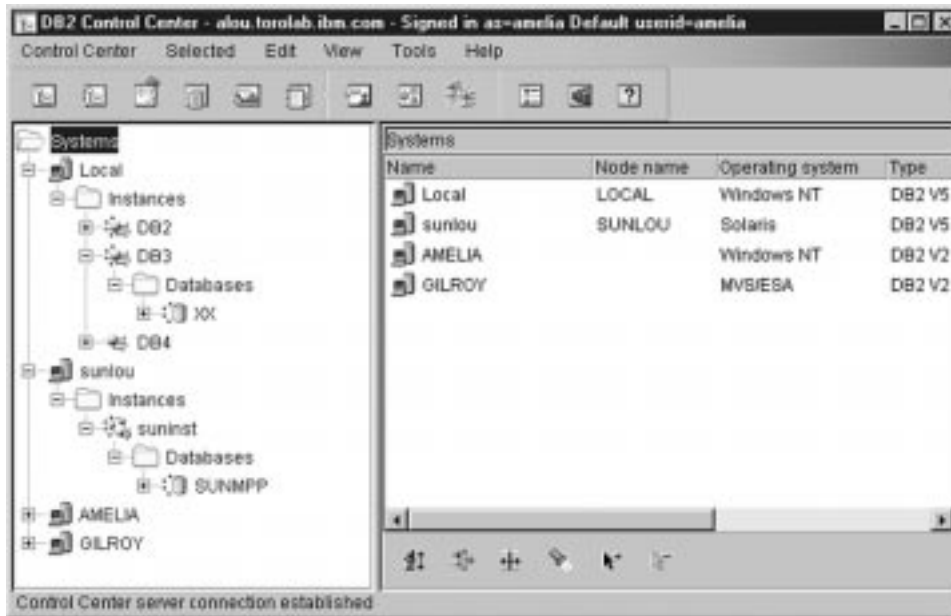 DB2 Control Center - alou.torolab.ibm.com - Signed in as=amelia Default userid=amelia
Control Center Selected Edit View Tools Help
Systems
Local
Instances
DB2
DB3
Databases
XX
DB4
sunlou
Instances
suninst
Databases
SUNMPP
AMELIA
GILROY
Systems
Name Node name Operating system Type
Local LOCAL Windows NT DB2 V5
sunlou SUNLOU Solaris DB2 V5
AMELIA Windows NT DB2 V2
GILROY MVS/ESA DB2 V2
Control Center server connection established